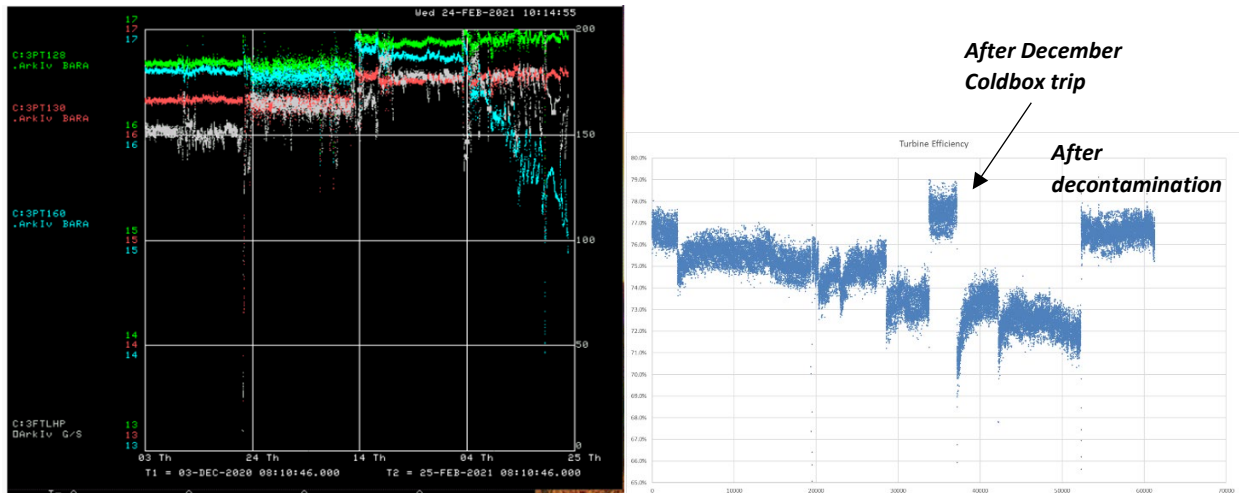 Wed 24-FEB-2021 10:14:55
17
17
17
200
C:3PT128
.ArkIv BARA
C:3PT130
.ArkIv BARA
16
16
16
150
C:3PT160
.ArkIv BARA
15
15
15
100
14
14
14
50
C:3FTLHP
ArkIv G/S
13
13
13
0
03 Th
24 Th
14 Th
04 Th
25 Th
T1 = 03-DEC-2020 08:10:46.000
T2 = 25-FEB-2021 08:10:46.000
After December
Coldbox trip
After
decontamination
Turbine Efficiency
80.0%
79.0%
78.0%
77.0%
76.0%
75.0%
74.0%
73.0%
72.0%
71.0%
70.0%
69.0%
68.0%
67.0%
66.0%
65.0%
0
10000
20000
30000
40000
50000
60000
70000